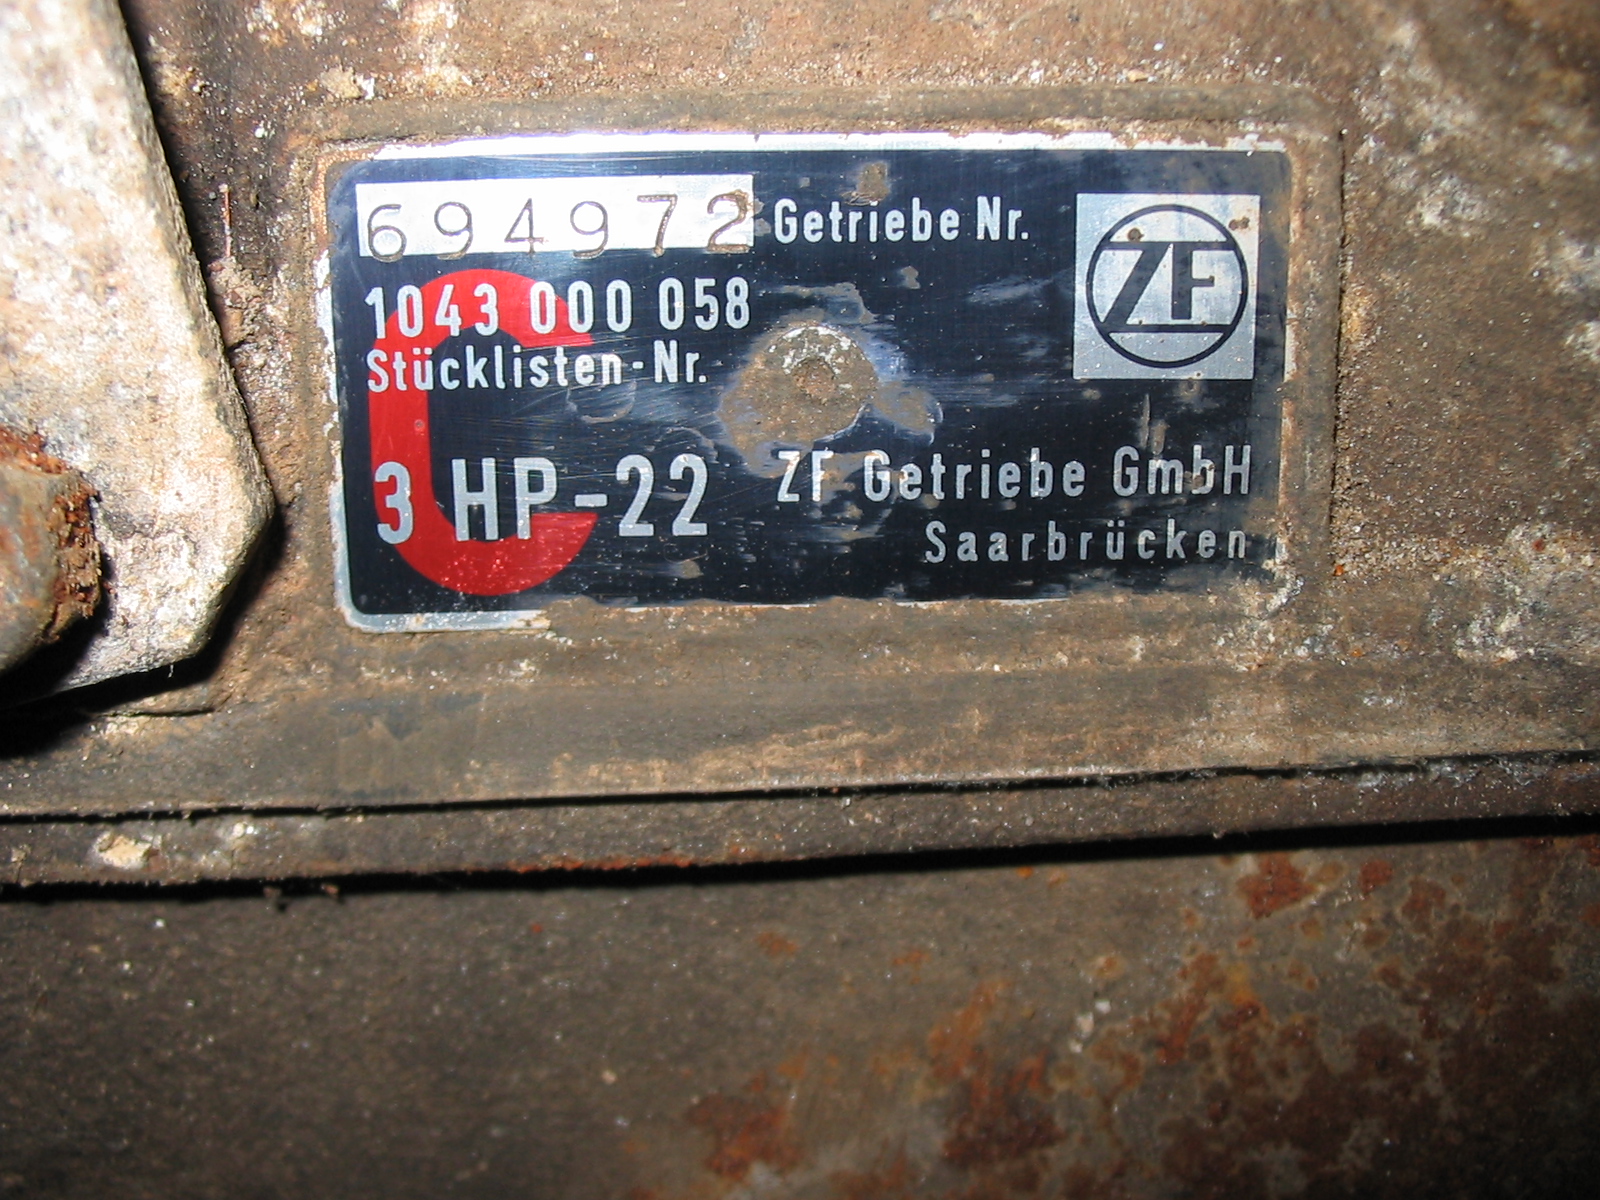 694972 Getriebe Nr.
ZF
1043 000 058
Stücklisten-Nr.
C
3 HP-22
ZF Getriebe GmbH
Saarbrücken